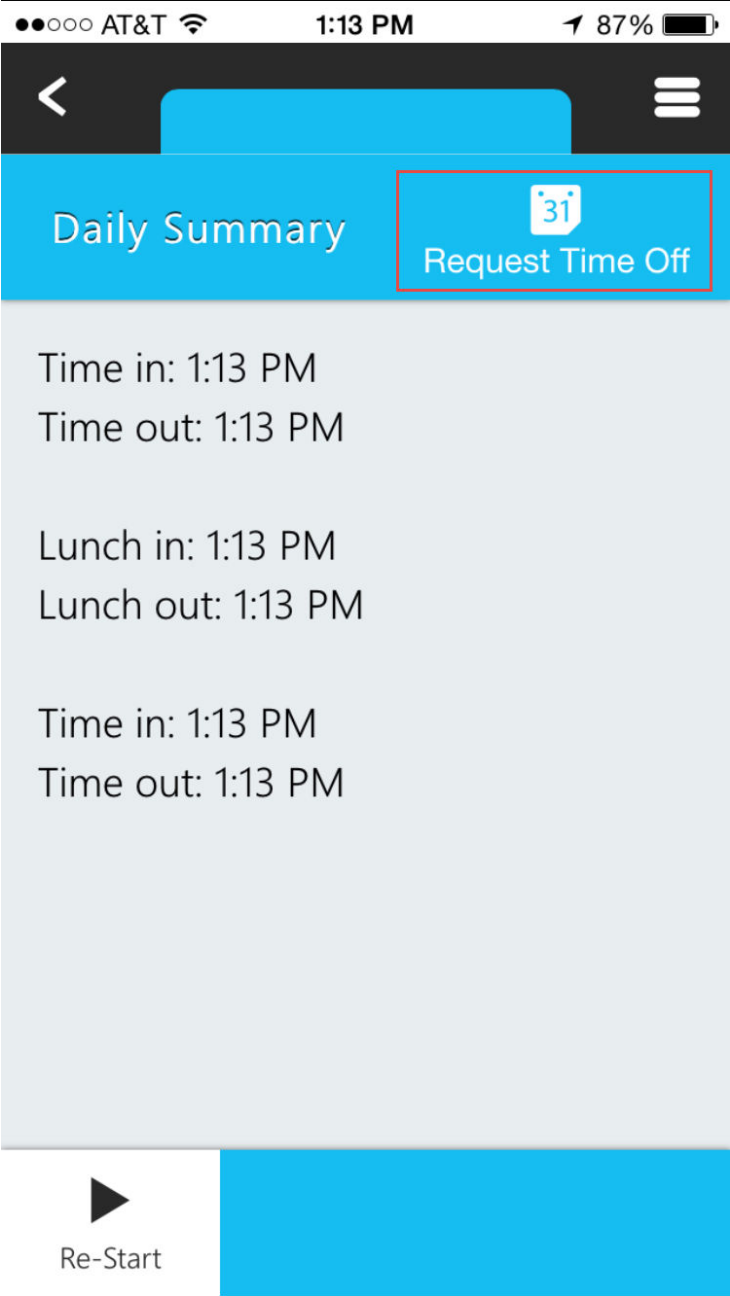 AT&T 1:13 PM 87%
Daily Summary
31
Request Time Off
Time in: 1:13 PM
Time out: 1:13 PM
Lunch in: 1:13 PM
Lunch out: 1:13 PM
Time in: 1:13 PM
Time out: 1:13 PM
Re-Start